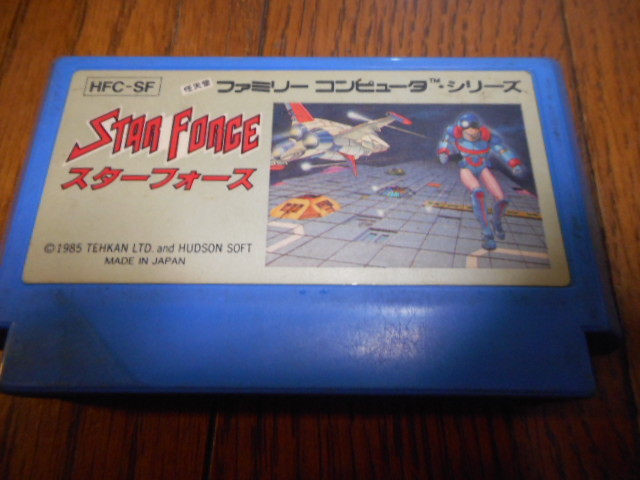 HFC-SF
ファミリー コンピュータ™・シリーズ
STAR FORCE
スターフォース
©1985 TEHKAN LTD. and HUDSON SOFT
MADE IN JAPAN